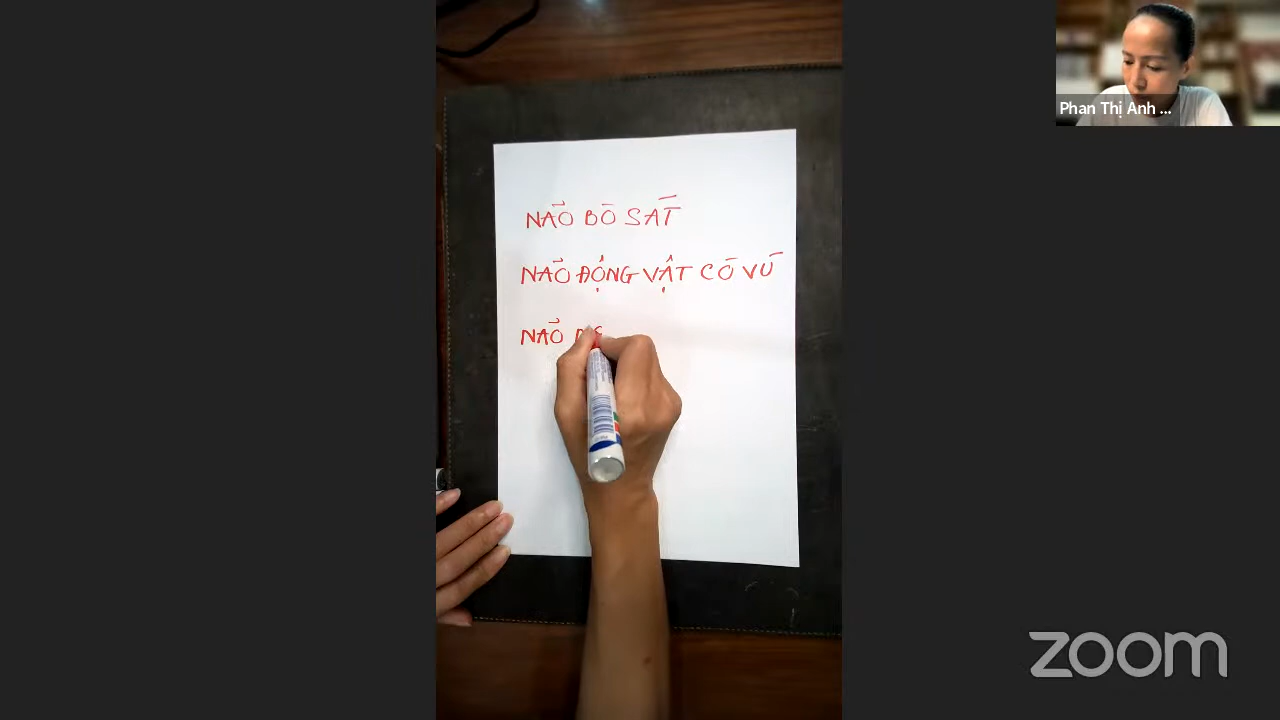 NÃO BÒ SÁT
NÃO ĐỘNG VẬT CÓ VÚ
NÃO
Phan Thị Anh ...
zoom